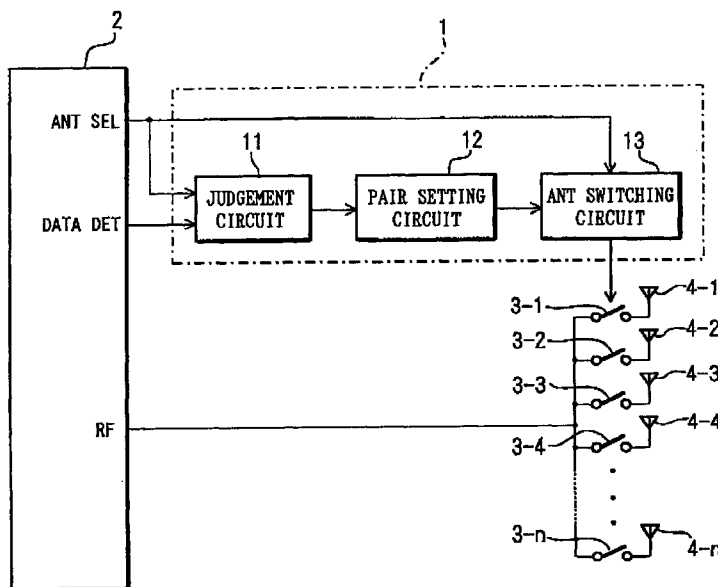 1
2
ANT SEL
11
12
13
JUDGEMENT
CIRCUIT
PAIR SETTING
CIRCUIT
ANT SWITCHING
CIRCUIT
DATA DET
3-1
4-1
3-2
4-2
3-3
4-3
RF
3-4
4-4
3-n
4-n